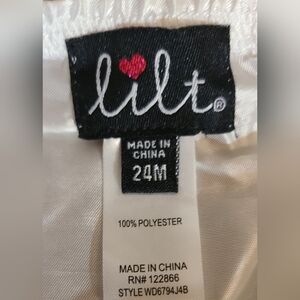 lilt®
MADE IN
CHINA
24M
100% POLYESTER
MADE IN CHINA
RN# 122866
STYLE WD6794J4B